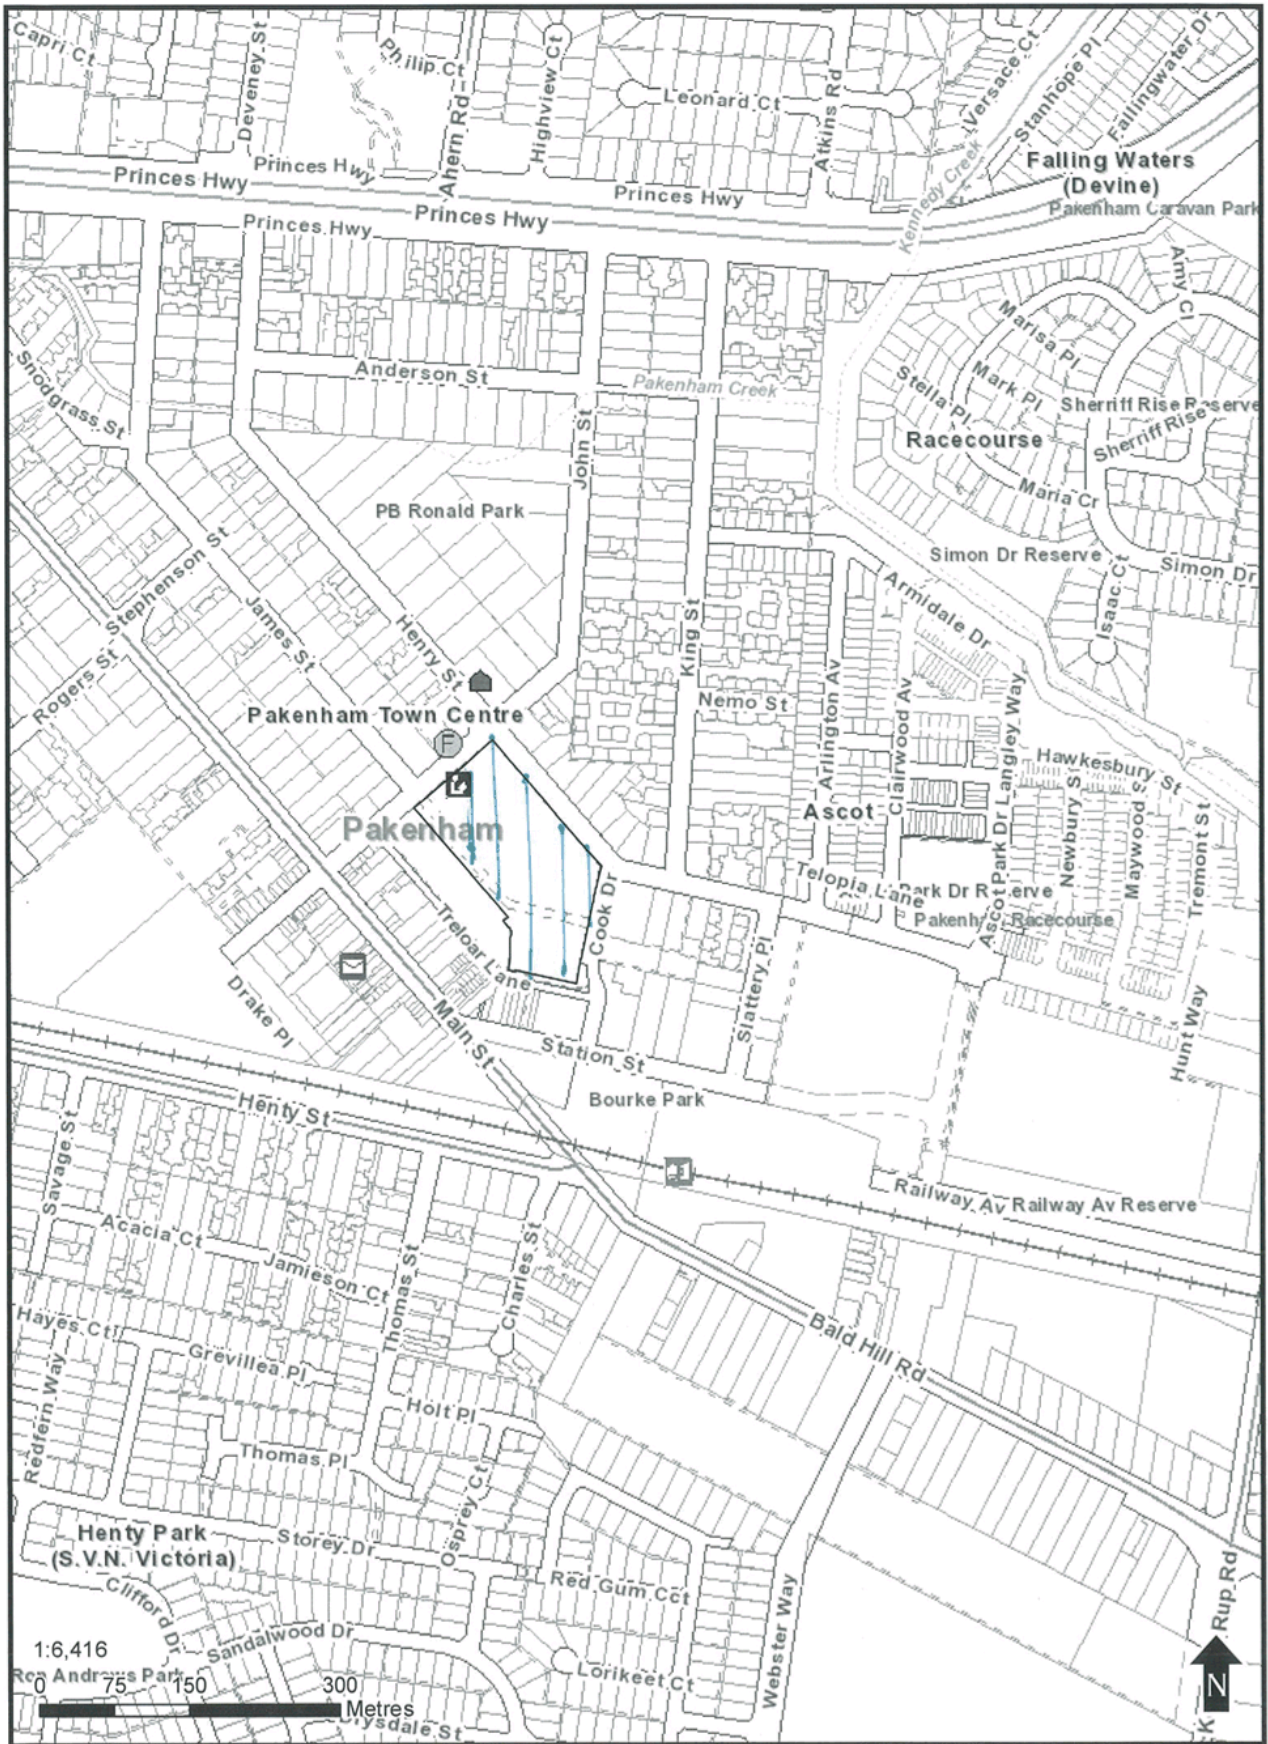 Capri Ct
Deveney St
Philip Ct
Ahern Rd
Highview Ct
Leonard Ct
Atkins Rd
Versace Ct
Stanhope Pl
Fallingwater Dr
Princes Hwy
Princes Hwy
Princes Hwy
Princes Hwy
Princes Hwy
Kennedy Creek
Falling Waters
(Devine)
Pakenham Caravan Park
Amy Cl
Marisa Pl
Mark Pl
Stella Pl
Sherriff Rise Reserve
Sherriff Rise
Racecourse
Maria Cr
Snodgrass St
Anderson St
Pakenham Creek
John St
PB Ronald Park
Simon Dr Reserve
Simon Dr
Isaac Ct
Armidale Dr
Stephenson St
James St
Henry St
King St
Rogers St
Nemo St
Arlington Av
Clairwood Av
Langley Way
Pakenham Town Centre
F
Hawkesbury St
Newbury St
Maywood S
Tremont St
Ascot
Ascot Park Dr
Pakenham
Telopia Lane
Park Dr R erve
Pakenha Racecourse
Cook Dr
Treloar Lane
Slattery Pl
Drake Pl
Main St
Station St
Hunt Way
Bourke Park
Henty St
Savage St
Railway Av
Railway Av Reserve
Acacia Ct
Jamieson Ct
Thomas St
Charles St
Hayes Ct
Grevillea Pl
Bald Hill Rd
Redfern Way
Holt Pl
Thomas Pl
Osprey Ct
Henty Park
(S.V.N. Victoria)
Storey Dr
Red Gum Cct
Clifford Dr
Sandalwood Dr
Webster Way
Rup Rd
K
Lorikeet Ct
1:6,416
Ron Andrews Park
0 75 150 300
Metres
Drysdale St
N